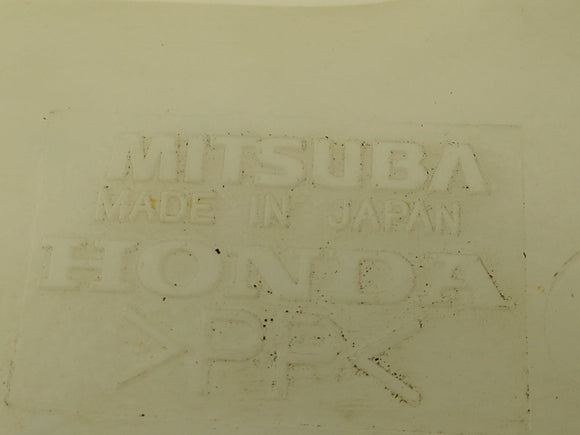 MITSUBA
MADE IN JAPAN
HONDA
>PP<